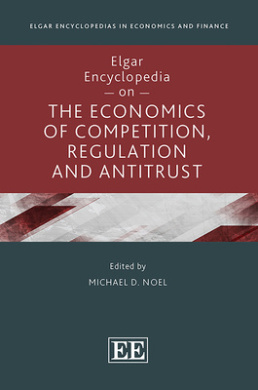 ELGAR ENCYCLOPEDIAS IN ECONOMICS AND FINANCE
Elgar
Encyclopedia
— on —
THE ECONOMICS
OF COMPETITION,
REGULATION
AND ANTITRUST
Edited by
MICHAEL D. NOEL
EE